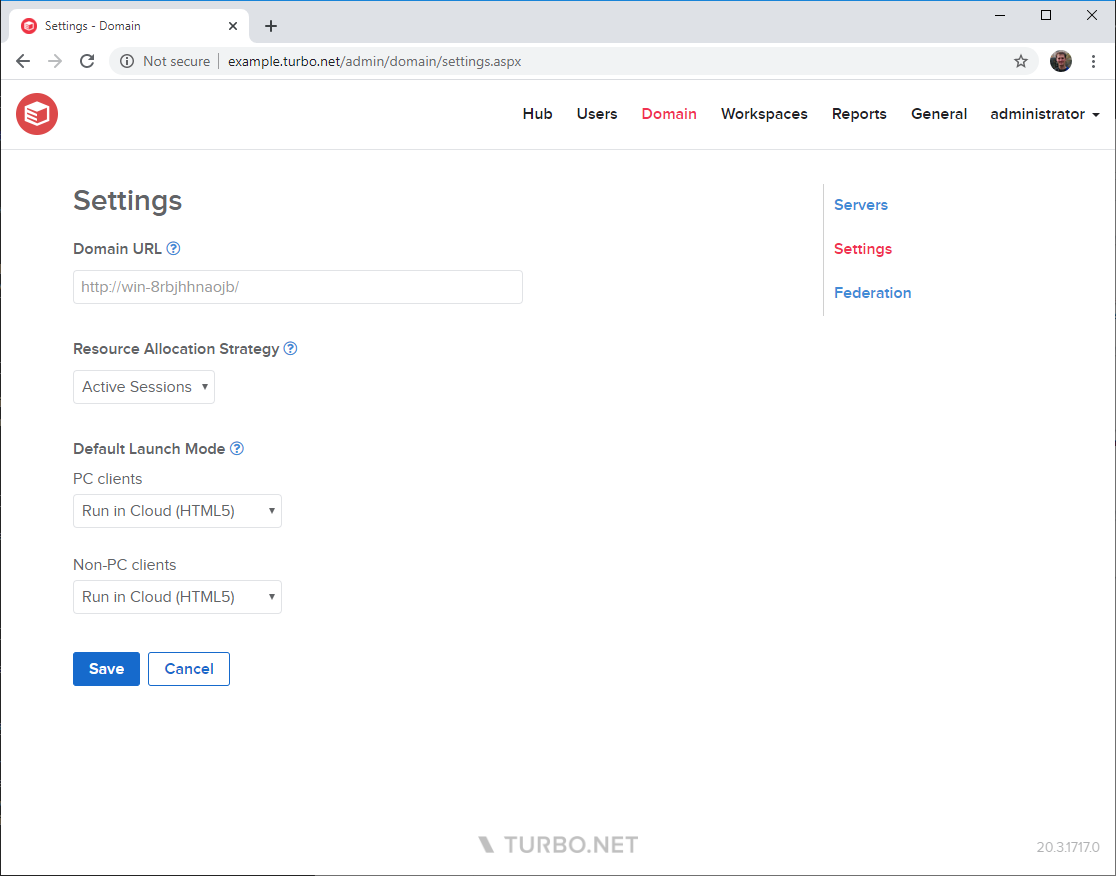 Settings - Domain
Not secure example.turbo.net/admin/domain/settings.aspx
Hub Users Domain Workspaces Reports General administrator
Settings
Domain URL ?
http://win-8rbjhhnaojb/
Resource Allocation Strategy ?
Active Sessions
Default Launch Mode ?
PC clients
Run in Cloud (HTML5)
Non-PC clients
Run in Cloud (HTML5)
Save Cancel
Servers
Settings
Federation
TURBO.NET
20.3.1717.0